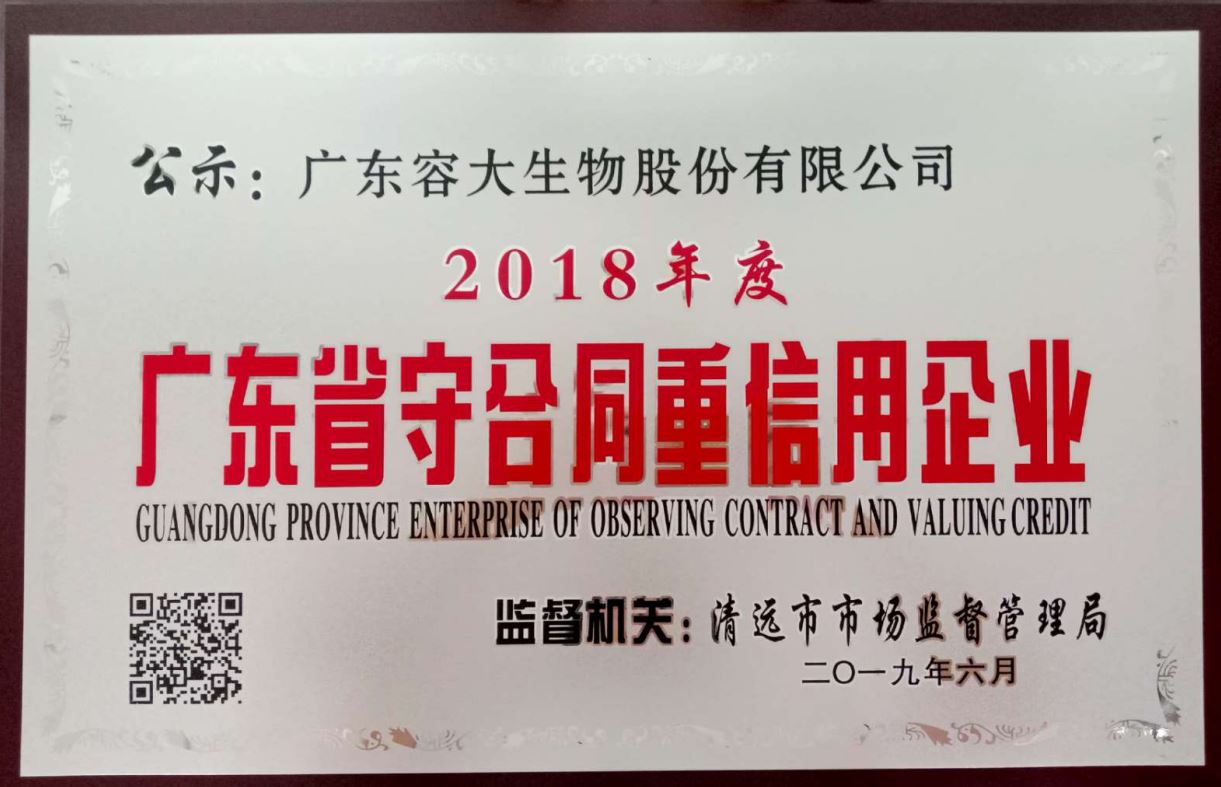 公示：广东容大生物股份有限公司
2018年度
广东省守合同重信用企业
GUANGDONG PROVINCE ENTERPRISE OF OBSERVING CONTRACT AND VALUING CREDIT
监督机关：清远市市场监督管理局
二〇一九年六月